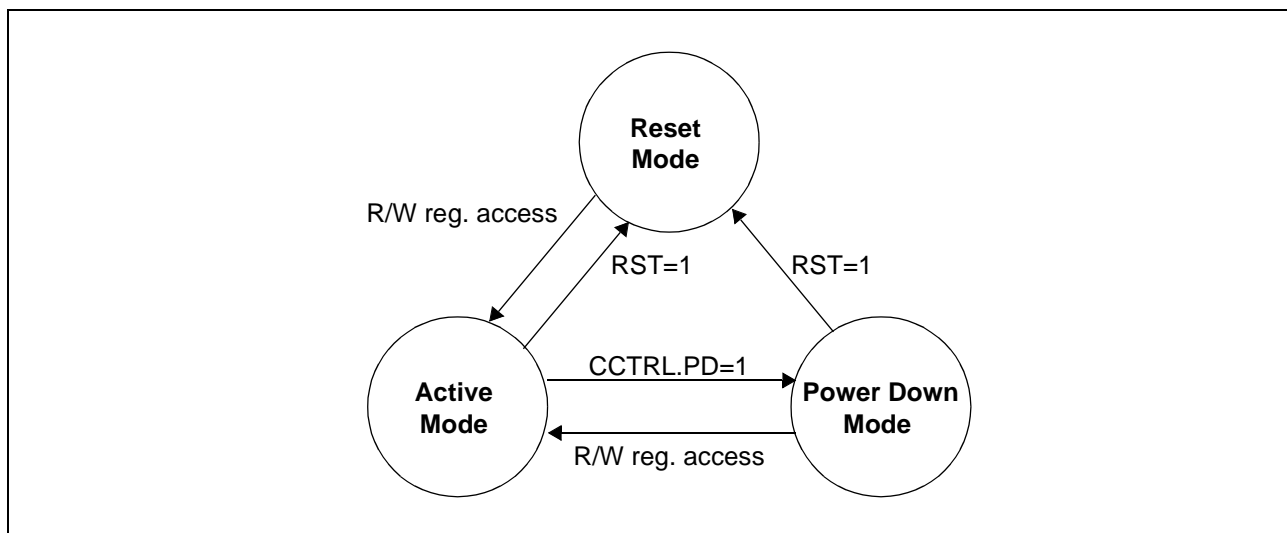 Reset
Mode
R/W reg. access
RST=1
RST=1
CCTRL.PD=1
Active
Mode
Power Down
Mode
R/W reg. access